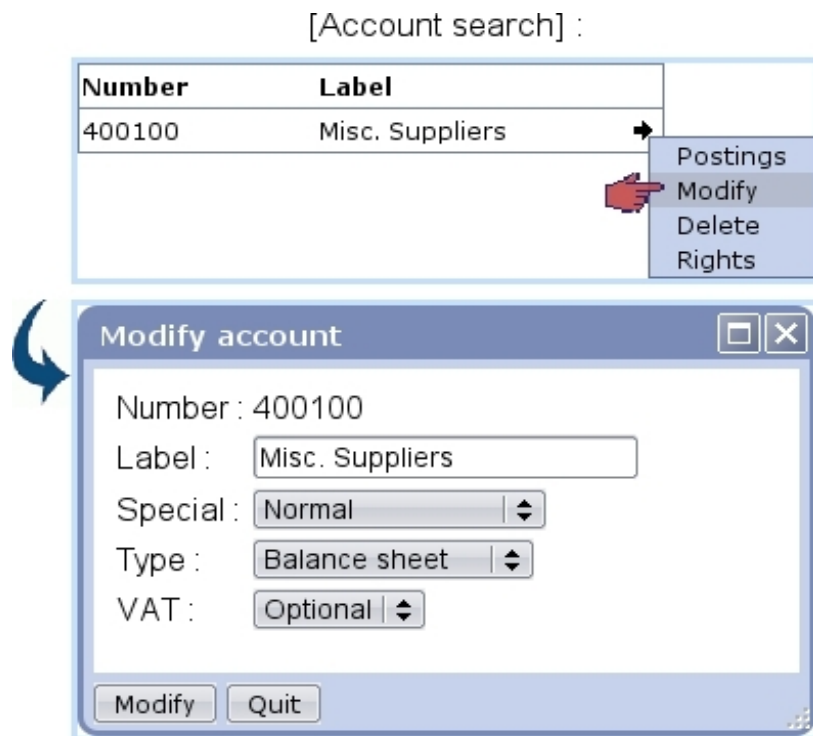 [Account search] :
Number Label
400100 Misc. Suppliers
Postings
Modify
Delete
Rights
Modify account
Number : 400100
Label : Misc. Suppliers
Special : Normal
Type : Balance sheet
VAT : Optional
Modify Quit